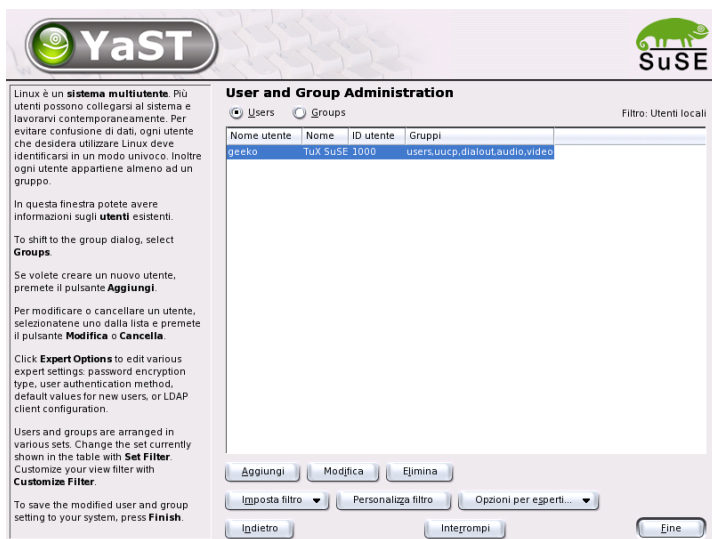 YaST
SuSE
Linux è un sistema multiutente. Più
utenti possono collegarsi al sistema e
lavorarvi contemporaneamente. Per
evitare confusione di dati, ogni utente
che desidera utilizzare Linux deve
identificarsi in un modo univoco. Inoltre
ogni utente appartiene almeno ad un
gruppo.
In questa finestra potete avere
informazioni sugli utenti esistenti.
To shift to the group dialog, select
Groups.
Se volete creare un nuovo utente,
premete il pulsante Aggiungi.
Per modificare o cancellare un utente,
selezionatene uno dalla lista e premete
il pulsante Modifica o Cancella.
Click Expert Options to edit various
expert settings: password encryption
type, user authentication method,
default values for new users, or LDAP
client configuration.
Users and groups are arranged in
various sets. Change the set currently
shown in the table with Set Filter.
Customize your view filter with
Customize Filter.
To save the modified user and group
setting to your system, press Finish.
User and Group Administration
Users Groups Filtro: Utenti locali
Nome utente Nome ID utente Gruppi
geeko TuX SuSE 1000 users,uucp,dialout,audio,video
Aggiungi Modifica Elimina
Imposta filtro Personalizza filtro Opzioni per esperti...
Indietro Interrompi Fine